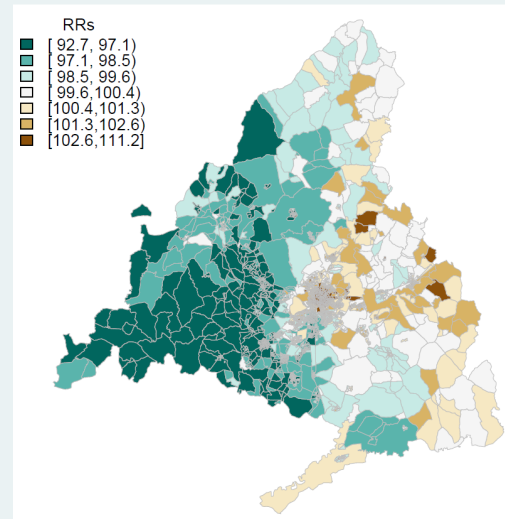 RRs
[ 92.7, 97.1)
[ 97.1, 98.5)
[ 98.5, 99.6)
[ 99.6,100.4)
[100.4,101.3)
[101.3,102.6)
[102.6,111.2]